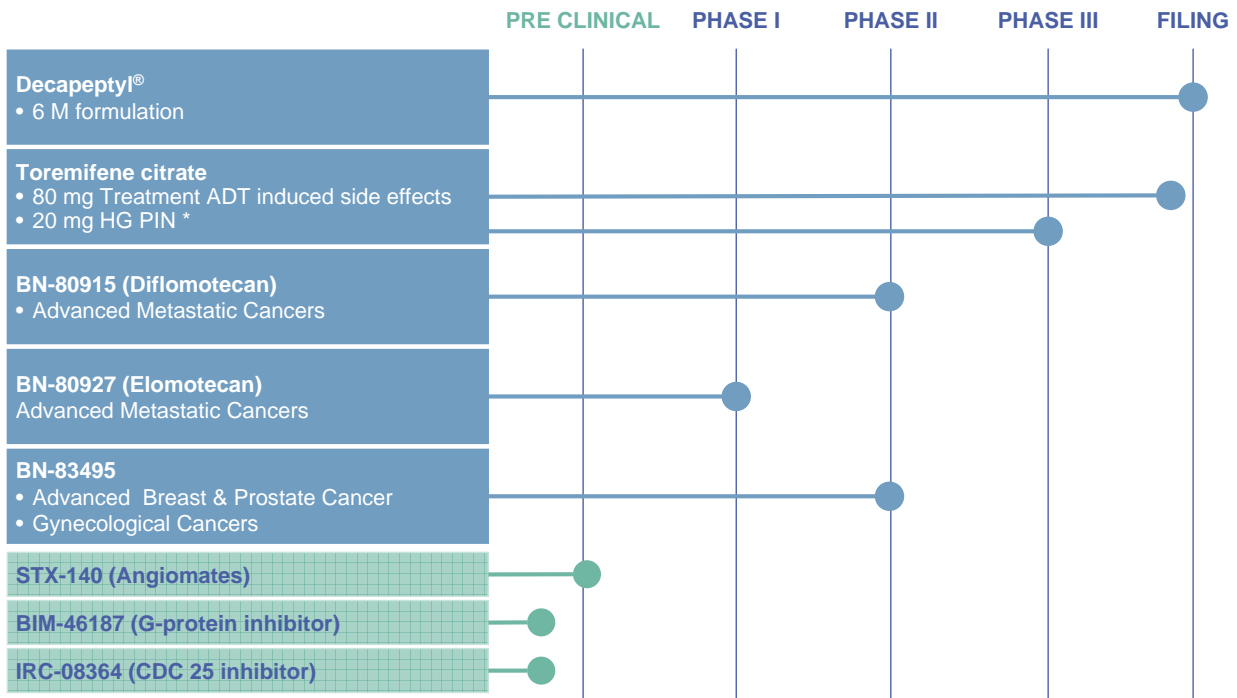 PRE CLINICAL PHASE I PHASE II PHASE III FILING
Decapeptyl®
• 6 M formulation
Toremifene citrate
• 80 mg Treatment ADT induced side effects
• 20 mg HG PIN *
BN-80915 (Diflomotecan)
• Advanced Metastatic Cancers
BN-80927 (Elomotecan)
Advanced Metastatic Cancers
BN-83495
• Advanced Breast & Prostate Cancer
• Gynecological Cancers
STX-140 (Angiomates)
BIM-46187 (G-protein inhibitor)
IRC-08364 (CDC 25 inhibitor)